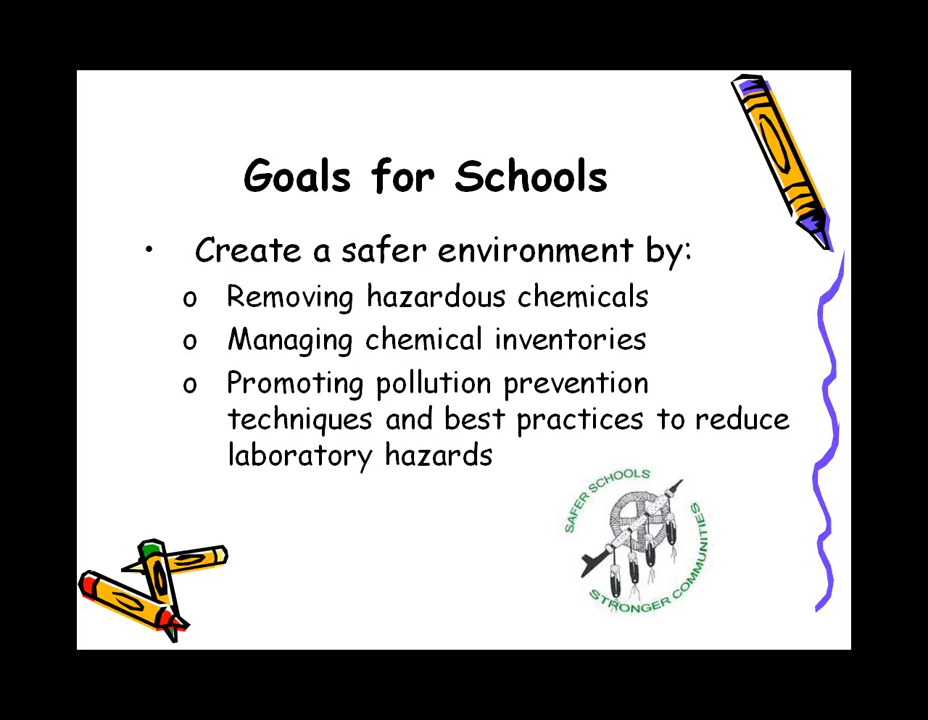 Goals for Schools
• Create a safer environment by:
o Removing hazardous chemicals
o Managing chemical inventories
o Promoting pollution prevention
techniques and best practices to reduce
laboratory hazards
SAFER SCHOOLS
STRONGER COMMUNITIES